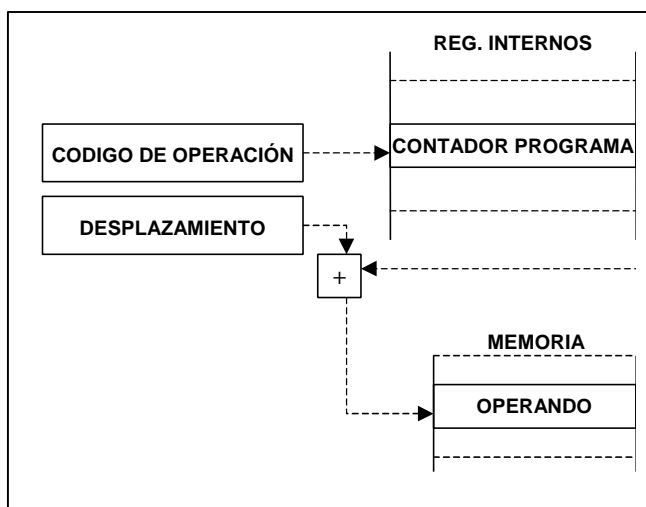 REG. INTERNOS
CODIGO DE OPERACIÓN
CONTADOR PROGRAMA
DESPLAZAMIENTO
+
MEMORIA
OPERANDO